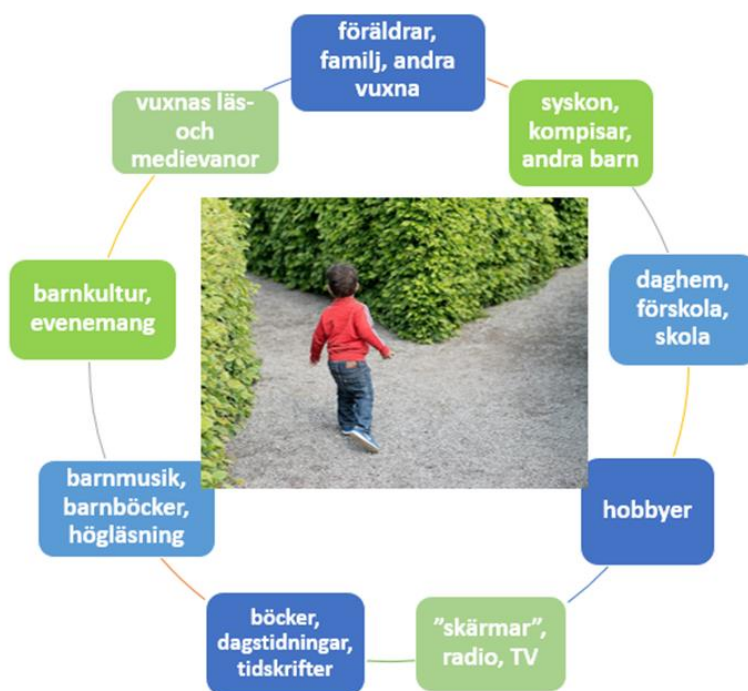 föräldrar,
familj, andra
vuxna
syskon,
kompisar,
andra barn
daghem,
förskola,
skola
hobbyer
”skärmar”,
radio, TV
böcker,
dagstidningar,
tidskrifter
barnmusik,
barnböcker,
högläsning
barnkultur,
evenemang
vuxnas läs-
och
medievanor